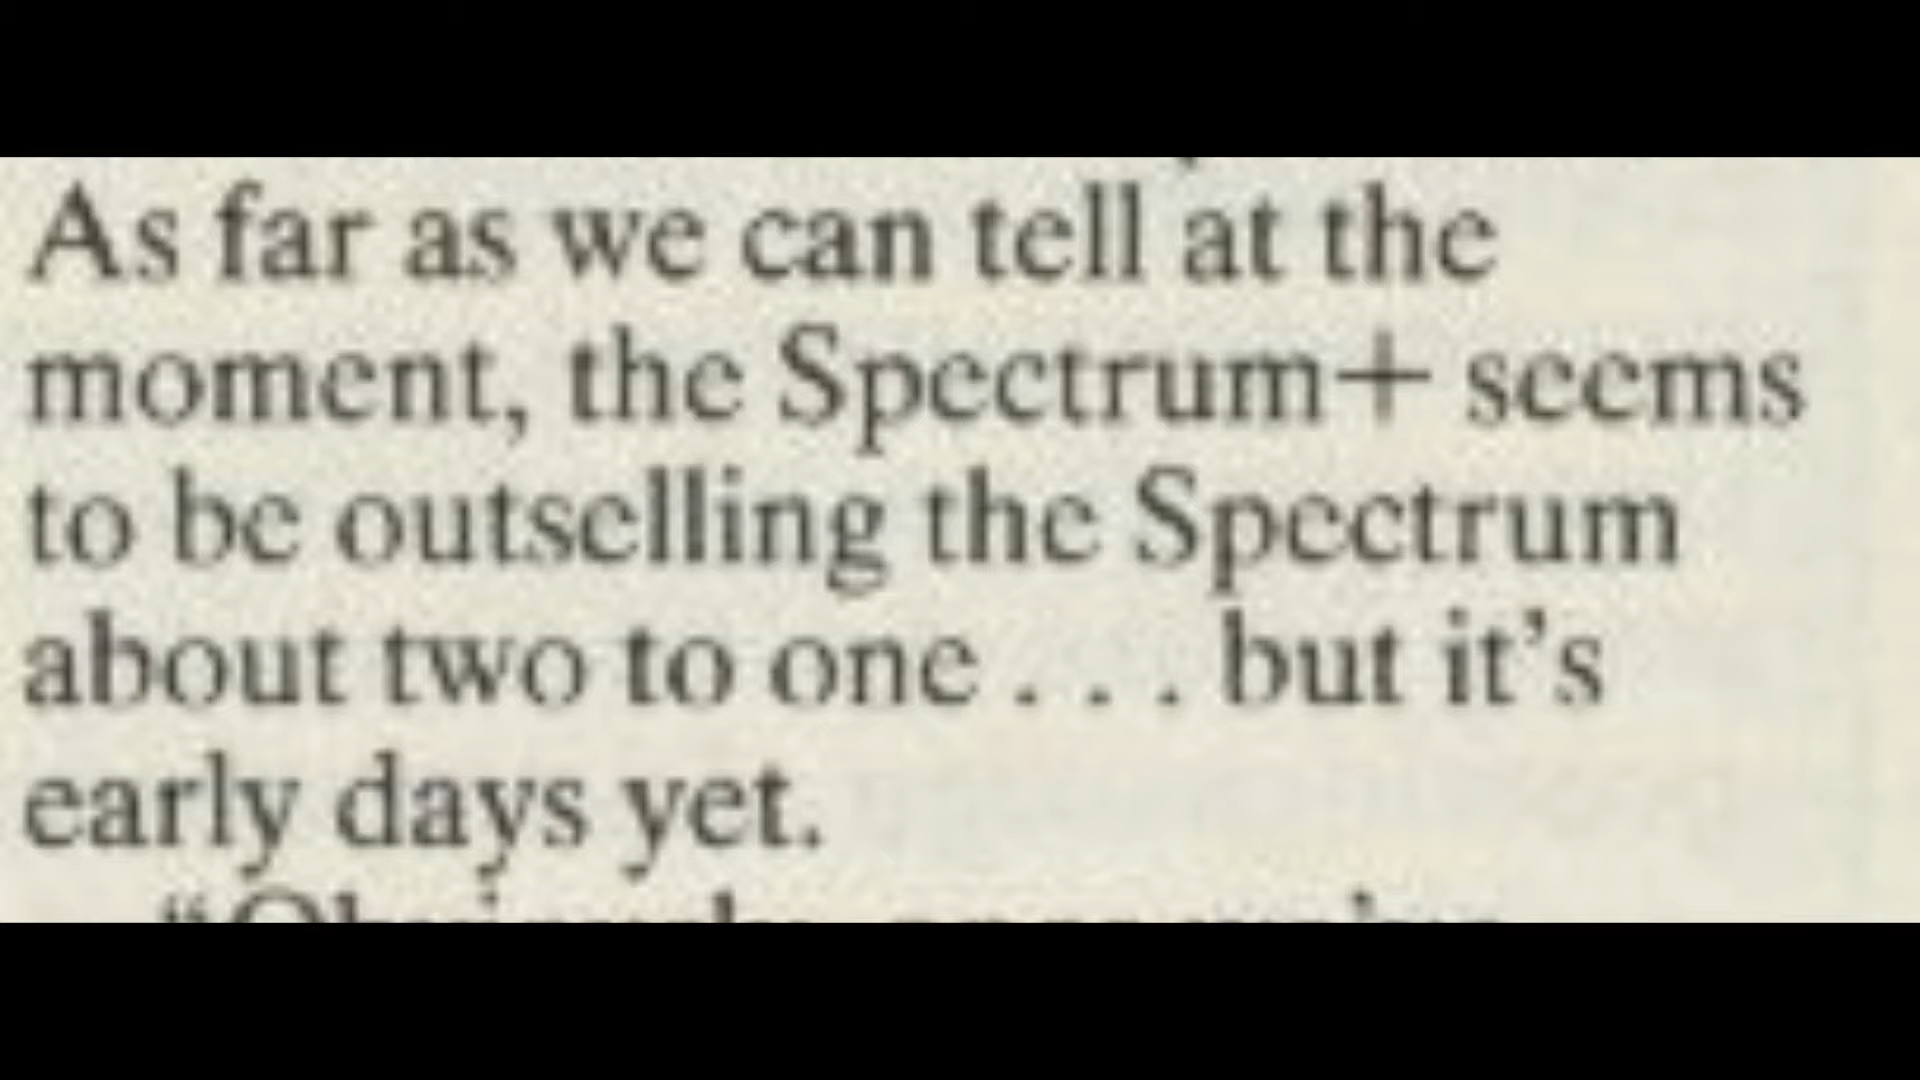 As far as we can tell at the
moment, the Spectrum+ seems
to be outselling the Spectrum
about two to one . . . but it's
early days yet.